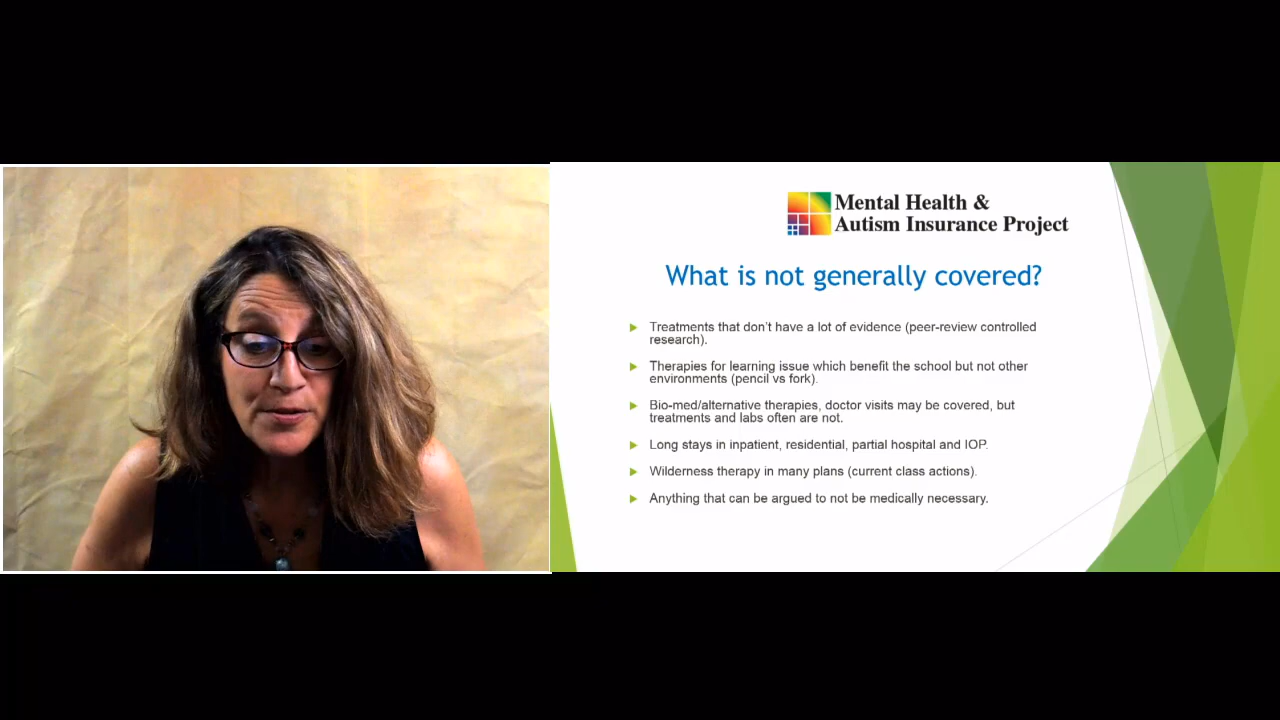 Mental Health &
Autism Insurance Project
What is not generally covered?
Treatments that don't have a lot of evidence (peer-review controlled
research).
Therapies for learning issue which benefit the school but not other
environments (pencil vs fork).
Bio-med/alternative therapies, doctor visits may be covered, but
treatments and labs often are not.
Long stays in inpatient, residential, partial hospital and IOP.
Wilderness therapy in many plans (current class actions).
Anything that can be argued to not be medically necessary.